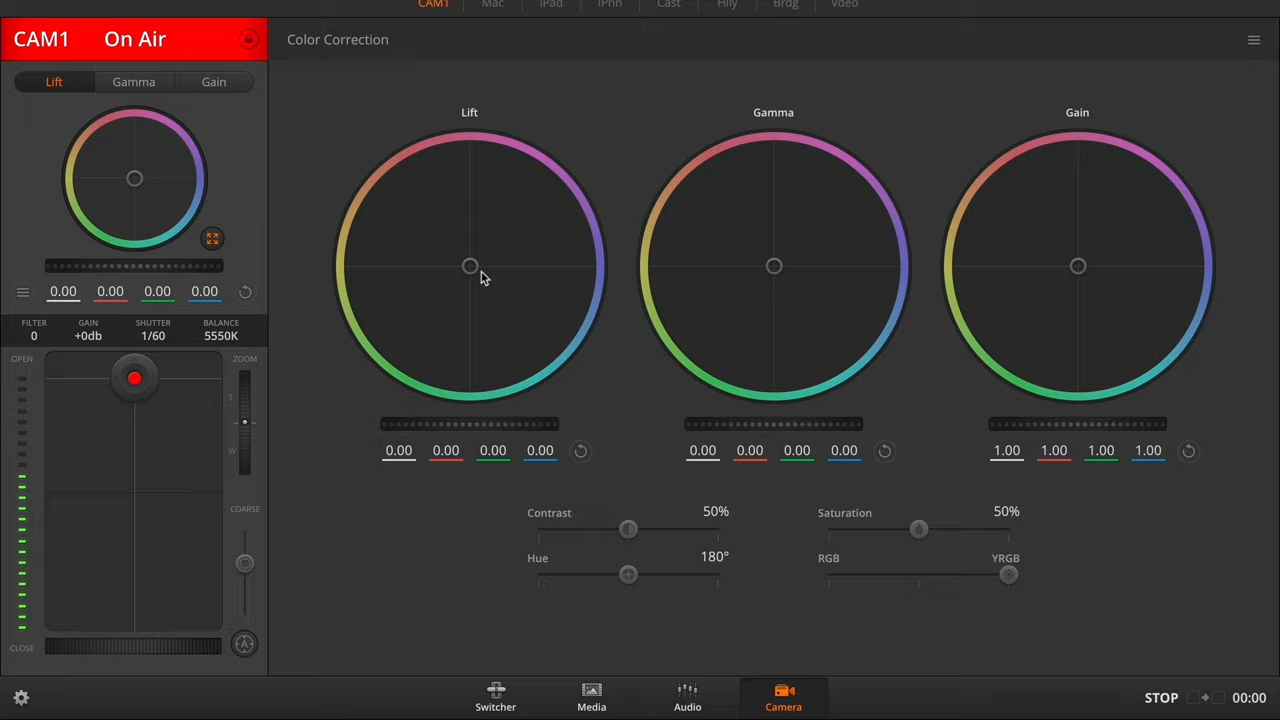 CAM1 Mac iPad iPhn Cast Hily Brdg Vdeo
CAM1 On Air
Color Correction
Lift Gamma Gain
Lift Gamma Gain
0.00 0.00 0.00 0.00
FILTER GAIN SHUTTER BALANCE
0 +0db 1/60 5550K
OPEN ZOOM
T
W
COARSE
A
CLOSE
0.00 0.00 0.00 0.00 0.00 0.00 0.00 0.00 1.00 1.00 1.00 1.00
Contrast 50% Saturation 50%
Hue 180° RGB YRGB
Switcher Media Audio Camera
STOP 00:00